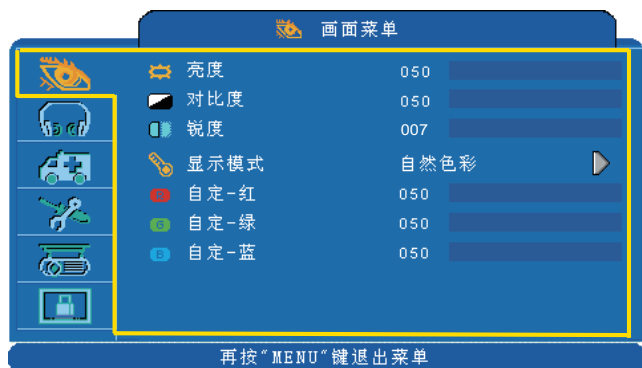 画面菜单
亮度 050
对比度 050
锐度 007
显示模式 自然色彩
自定-红 050
G 自定-绿 050
B 自定-蓝 050
再按“MENU”键退出菜单